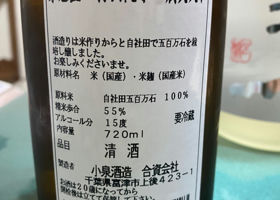 酒造りは米作りからと自社田で五百万石を栽
培し醸しました。
お楽しみくださいませ。
原材料名 米（国産）・米麹（国産米）
原料米 自社田五百万石 100%
精米歩合 55%
アルコール分 15度 要冷蔵
内容量 720ml
品目 清酒
製造者 小泉酒造 合資会社
千葉県富津市上後423-1
お酒は20歳になってから